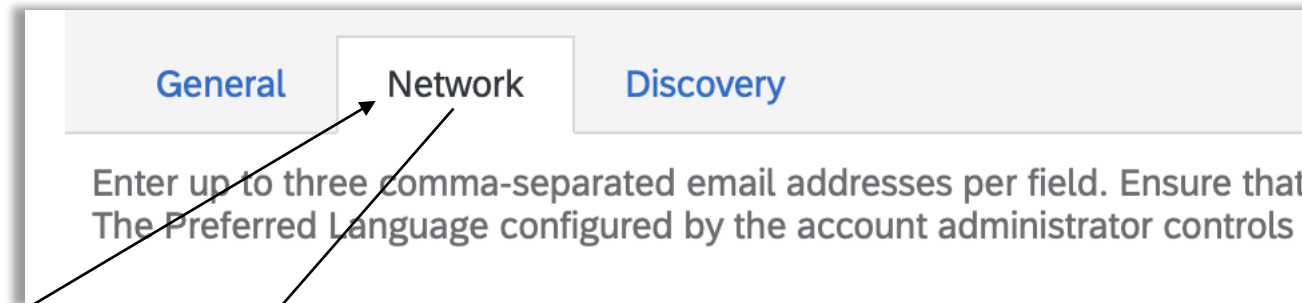 General Network Discovery
Enter up to three comma-separated email addresses per field. Ensure that
The Preferred Language configured by the account administrator controls